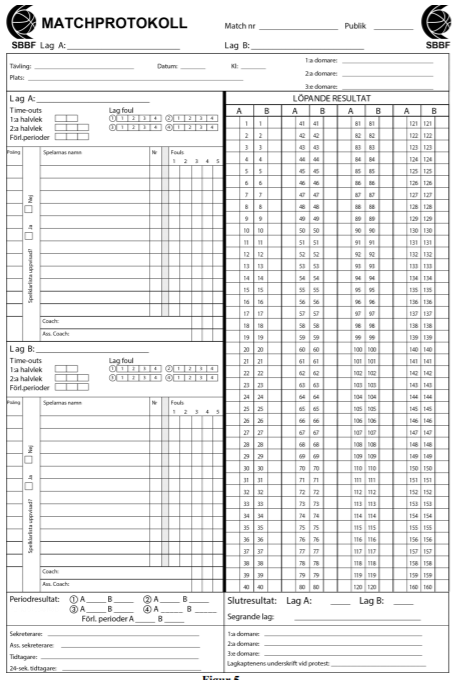 MATCHPROTOKOLL
Match nr
Publik
SBBF Lag A:
Lag B:
SBBF
Tävling:
Datum:
Kl:
1:a domare:
2:a domare:
Plats:
3:e domare:
Lag A:
Time-outs
Lag foul
1:a halvlek
① 1 2 3 4 ② 1 2 3 4
2:a halvlek
③ 1 2 3 4 ④ 1 2 3 4
Förl.perioder
Poäng
Spelarnas namn
Nr
Fouls
1 2 3 4 5
Spelklarlista uppvisad? Ja Nej
Coach:
Ass. Coach:
Lag B:
Time-outs
Lag foul
1:a halvlek
① 1 2 3 4 ② 1 2 3 4
2:a halvlek
③ 1 2 3 4 ④ 1 2 3 4
Förl.perioder
Poäng
Spelarnas namn
Nr
Fouls
1 2 3 4 5
Spelklarlista uppvisad? Ja Nej
Coach:
Ass. Coach:
LÖPANDE RESULTAT
A B A B A B A B
1 1 41 41 81 81 121 121
2 2 42 42 82 82 122 122
3 3 43 43 83 83 123 123
4 4 44 44 84 84 124 124
5 5 45 45 85 85 125 125
6 6 46 46 86 86 126 126
7 7 47 47 87 87 127 127
8 8 48 48 88 88 128 128
9 9 49 49 89 89 129 129
10 10 50 50 90 90 130 130
11 11 51 51 91 91 131 131
12 12 52 52 92 92 132 132
13 13 53 53 93 93 133 133
14 14 54 54 94 94 134 134
15 15 55 55 95 95 135 135
16 16 56 56 96 96 136 136
17 17 57 57 97 97 137 137
18 18 58 58 98 98 138 138
19 19 59 59 99 99 139 139
20 20 60 60 100 100 140 140
21 21 61 61 101 101 141 141
22 22 62 62 102 102 142 142
23 23 63 63 103 103 143 143
24 24 64 64 104 104 144 144
25 25 65 65 105 105 145 145
26 26 66 66 106 106 146 146
27 27 67 67 107 107 147 147
28 28 68 68 108 108 148 148
29 29 69 69 109 109 149 149
30 30 70 70 110 110 150 150
31 31 71 71 111 111 151 151
32 32 72 72 112 112 152 152
33 33 73 73 113 113 153 153
34 34 74 74 114 114 154 154
35 35 75 75 115 115 155 155
36 36 76 76 116 116 156 156
37 37 77 77 117 117 157 157
38 38 78 78 118 118 158 158
39 39 79 79 119 119 159 159
40 40 80 80 120 120 160 160
Periodresultat: ① A B ② A B
③ A B ④ A B
Förl. perioder A B
Slutresultat: Lag A: Lag B:
Segrande lag:
Sekreterare:
Ass. sekreterare:
Tidtagare:
24-sek. tidtagare:
1:a domare:
2:a domare:
3:e domare:
Lagkaptenens underskrift vid protest:
Figur 5